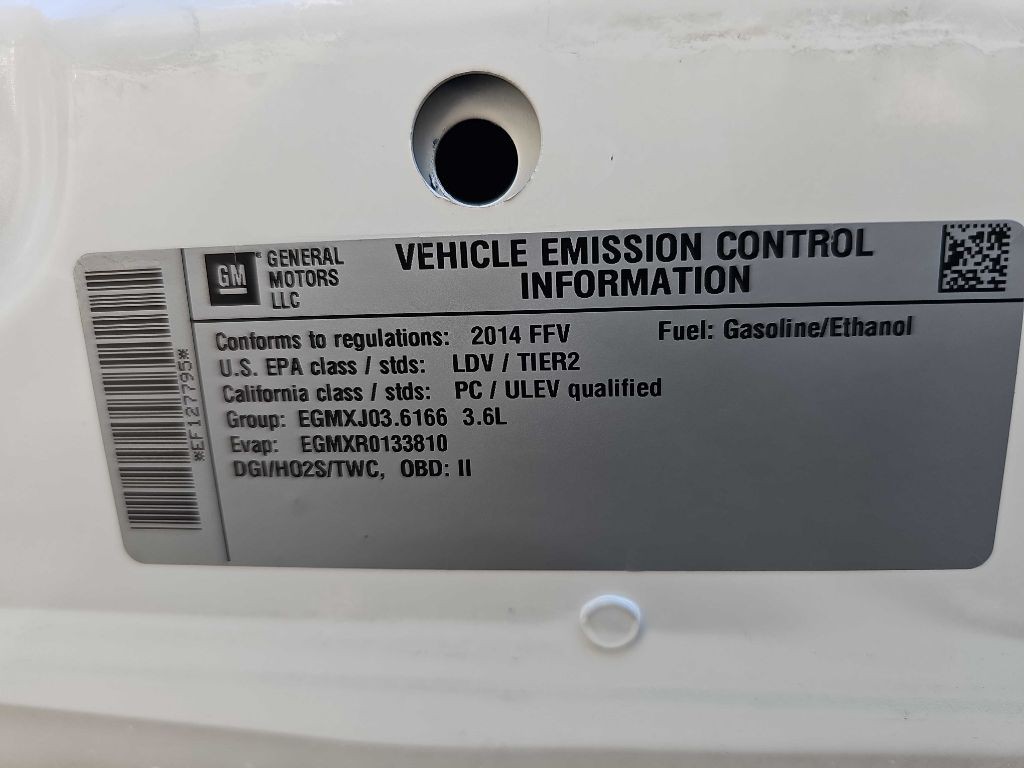 GM
GENERAL
MOTORS
LLC
VEHICLE EMISSION CONTROL
INFORMATION
Conforms to regulations: 2014 FFV Fuel: Gasoline/Ethanol
U.S. EPA class / stds: LDV / TIER2
California class / stds: PC / ULEV qualified
Group: EGMXJ03.6166 3.6L
Evap: EGMXR0133810
DGI/HO2S/TWC, OBD: II
*EF127795*